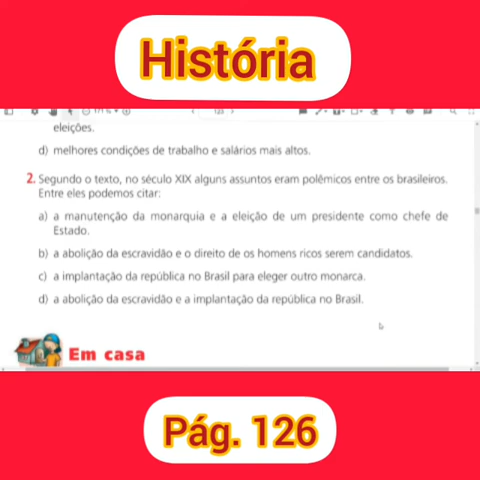 História
eleições.
d) melhores condições de trabalho e salários mais altos.
2. Segundo o texto, no século XIX alguns assuntos eram polêmicos entre os brasileiros.
Entre eles podemos citar:
a) a manutenção da monarquia e a eleição de um presidente como chefe de
Estado.
b) a abolição da escravidão e o direito de os homens ricos serem candidatos.
c) a implantação da república no Brasil para eleger outro monarca.
d) a abolição da escravidão e a implantação da república no Brasil.
Em casa
Pág. 126